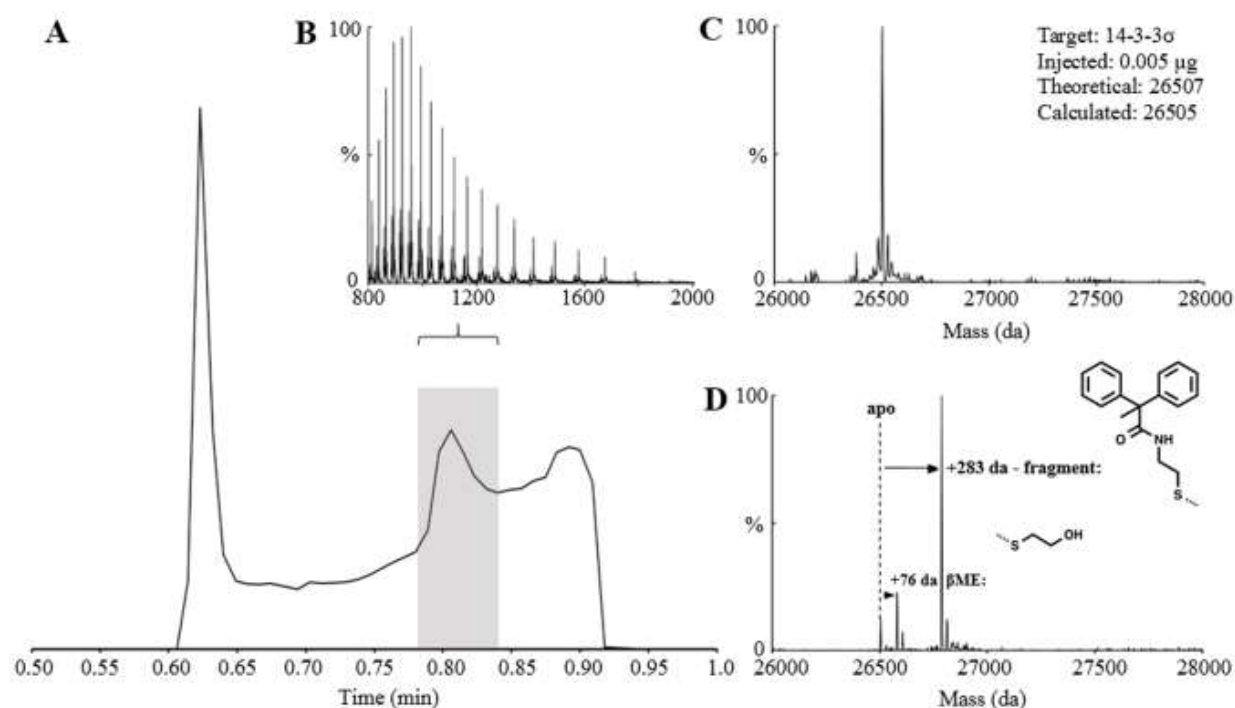 A
B
100
%
0
800
1200
1600
2000
C
100
%
0
Target: 14-3-3σ
Injected: 0.005 µg
Theoretical: 26507
Calculated: 26505
26000
26500
27000
27500
28000
Mass (da)
D
100
%
0
apo
+283 da - fragment:
+76 da βME:
O
NH
S
S
OH
26000
26500
27000
27500
28000
Mass (da)
0.50
0.55
0.60
0.65
0.70
0.75
0.80
0.85
0.90
0.95
1.0
Time (min)